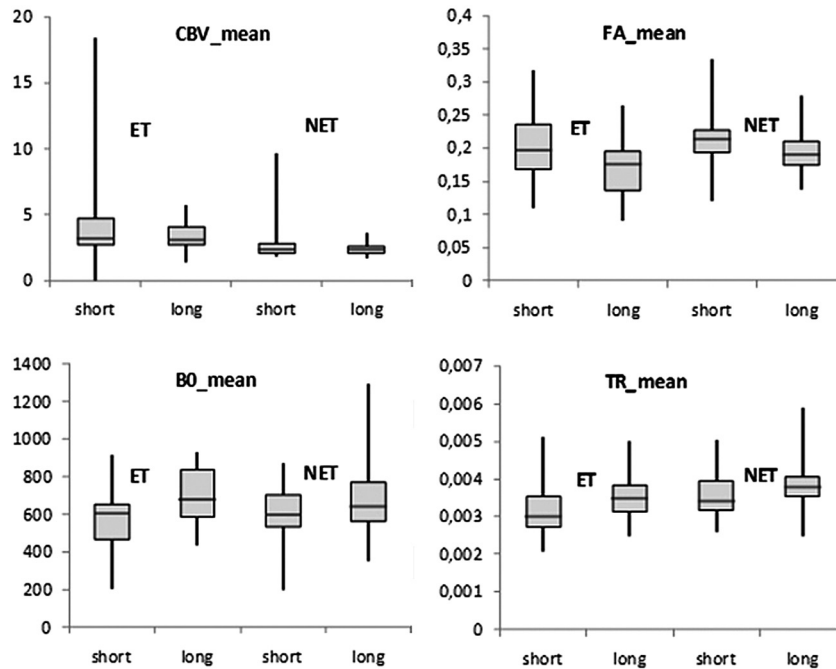 CBV_mean
20
15
10
5
0
ET
NET
short long short long
FA_mean
0,4
0,35
0,3
0,25
0,2
0,15
0,1
0,05
0
ET
NET
short long short long
B0_mean
1400
1200
1000
800
600
400
200
0
ET
NET
short long short long
TR_mean
0,007
0,006
0,005
0,004
0,003
0,002
0,001
0
ET
NET
short long short long